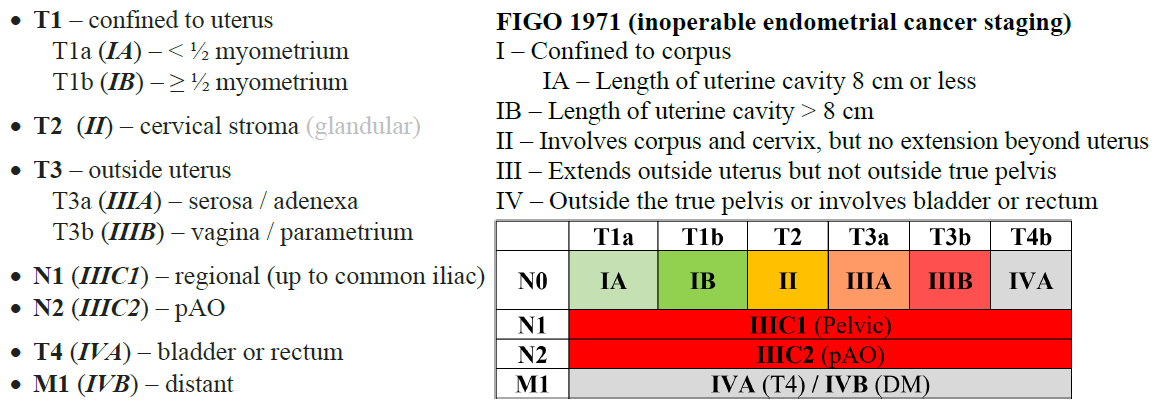 • T1 – confined to uterus
T1a (IA) – < ½ myometrium
T1b (IB) – ≥ ½ myometrium
• T2 (II) – cervical stroma (glandular)
• T3 – outside uterus
T3a (IIIA) – serosa / adenexa
T3b (IIIB) – vagina / parametrium
• N1 (IIIC1) – regional (up to common iliac)
• N2 (IIIC2) – pAO
• T4 (IVA) – bladder or rectum
• M1 (IVB) – distant
FIGO 1971 (inoperable endometrial cancer staging)
I – Confined to corpus
IA – Length of uterine cavity 8 cm or less
IB – Length of uterine cavity > 8 cm
II – Involves corpus and cervix, but no extension beyond uterus
III – Extends outside uterus but not outside true pelvis
IV – Outside the true pelvis or involves bladder or rectum
T1a T1b T2 T3a T3b T4b
N0 IA IB II IIIA IIIB IVA
N1 IIIC1 (Pelvic)
N2 IIIC2 (pAO)
M1 IVA (T4) / IVB (DM)